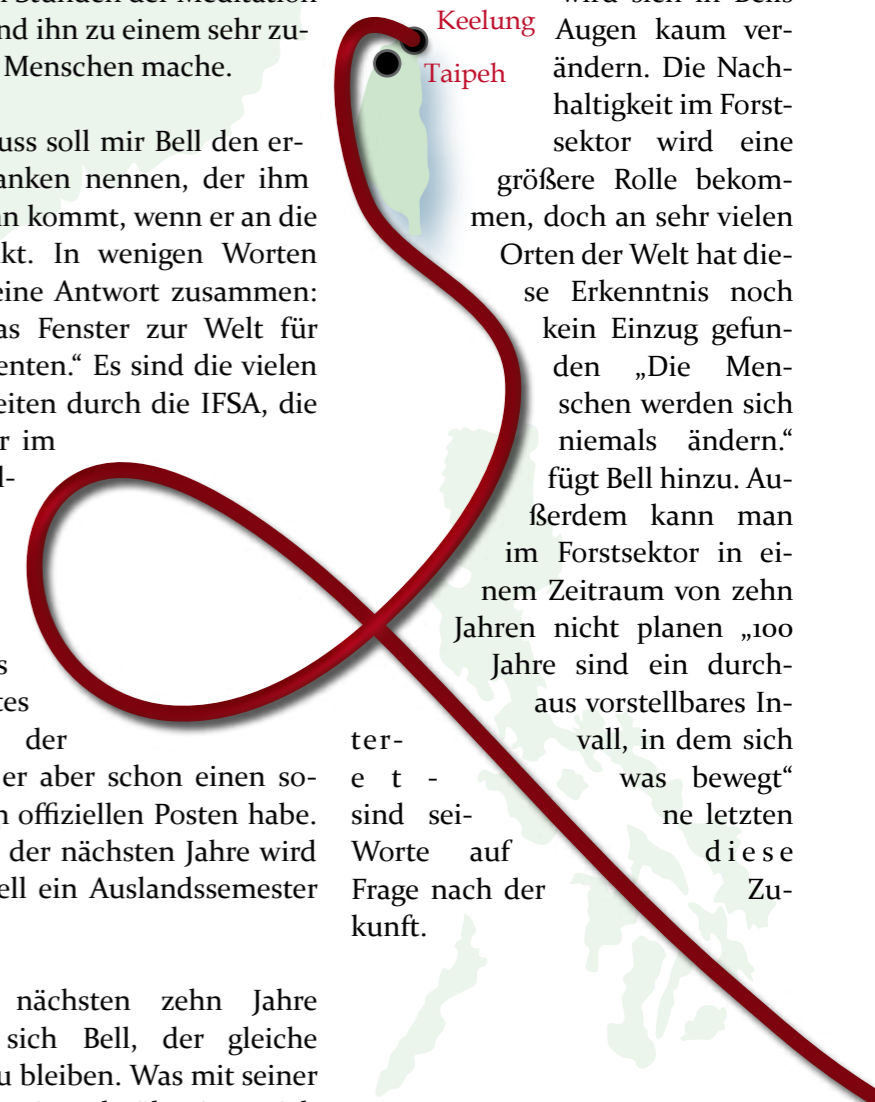 Stunden der Meditation
nd ihn zu einem sehr zu-
Menschen mache.
uss soll mir Bell den er-
anken nennen, der ihm
nn kommt, wenn er an die
kt. In wenigen Worten
eine Antwort zusammen:
as Fenster zur Welt für
enten.“ Es sind die vielen
eiten durch die IFSA, die
r im
l-
s
tes
der
er aber schon einen so-
n offiziellen Posten habe.
der nächsten Jahre wird
ell ein Auslandssemester
nächsten zehn Jahre
sich Bell, der gleiche
u bleiben. Was mit seiner
Keelung
Taipeh
wird sich in Bells
Augen kaum ver-
ändern. Die Nach-
haltigkeit im Forst-
sektor wird eine
größere Rolle bekom-
men, doch an sehr vielen
Orten der Welt hat die-
se Erkenntnis noch
kein Einzug gefun-
den „Die Men-
schen werden sich
niemals ändern.“
fügt Bell hinzu. Au-
ßerdem kann man
im Forstsektor in ei-
nem Zeitraum von zehn
Jahren nicht planen „100
Jahre sind ein durch-
aus vorstellbares In-
ter- vall, in dem sich
e t - was bewegt“
sind sei- ne letzten
Worte auf d i e s e
Frage nach der Zu-
kunft.